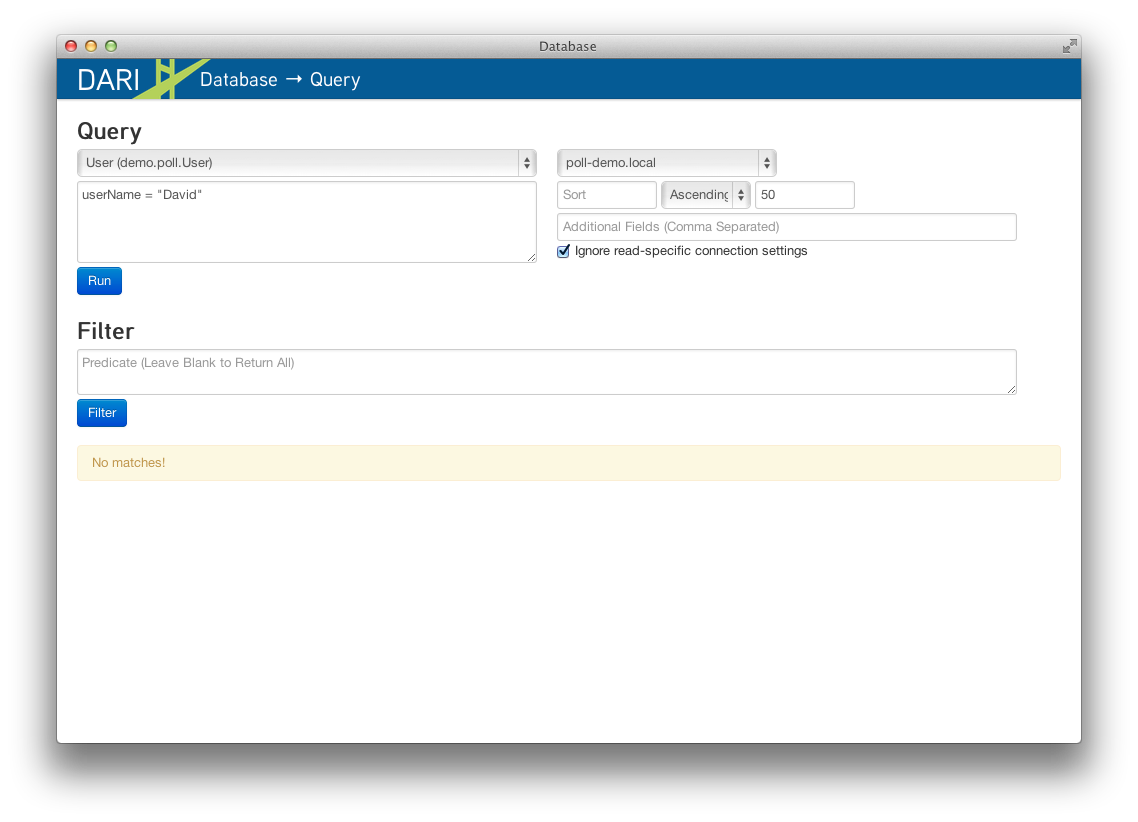 Database
DARI Database → Query
Query
User (demo.poll.User) poll-demo.local
userName = "David" Sort Ascending 50
Additional Fields (Comma Separated)
Ignore read-specific connection settings
Run
Filter
Predicate (Leave Blank to Return All)
Filter
No matches!